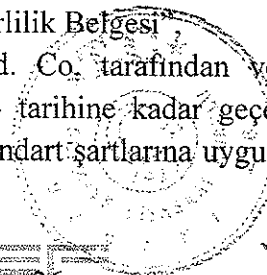 rlilik Belgesi",
d. Co. tarafından
tarihine kadar geç
ndart şartlarına uygu